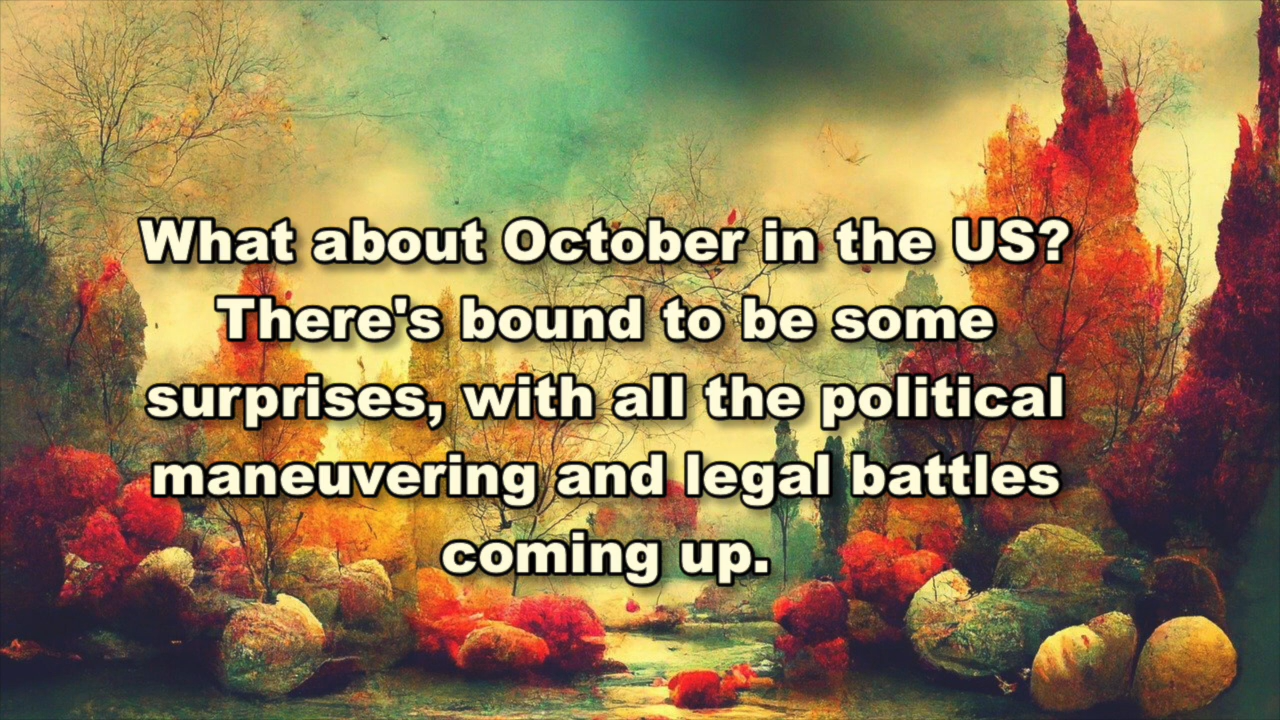 What about October in the US?
There's bound to be some
surprises, with all the political
maneuvering and legal battles
coming up.